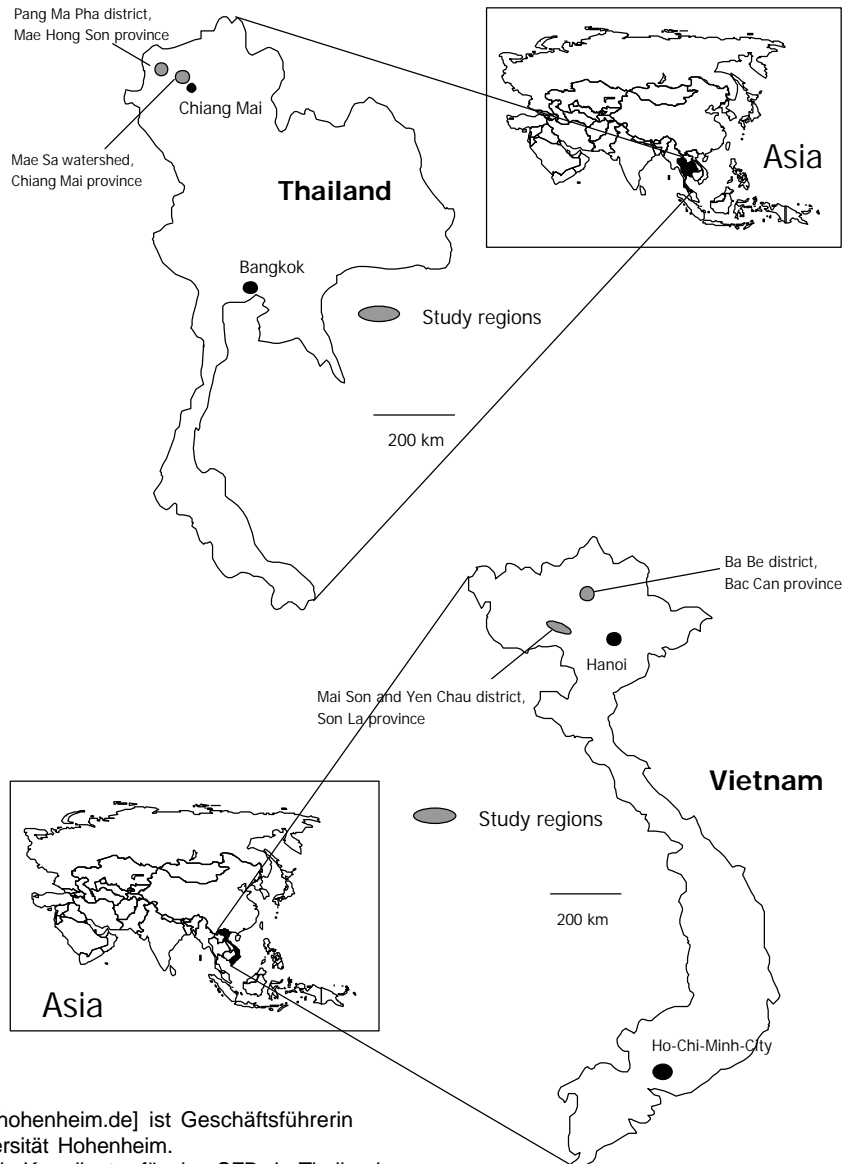 Pang Ma Pha district,
Mae Hong Son province
Chiang Mai
Mae Sa watershed,
Chiang Mai province
Thailand
Asia
Bangkok
Study regions
200 km
Ba Be district,
Bac Can province
Hanoi
Mai Son and Yen Chau district,
Son La province
Vietnam
Study regions
200 km
Asia
Ho-Chi-Minh-City
hohenheim.de] ist Geschäftsführerin
ersität Hohenheim.